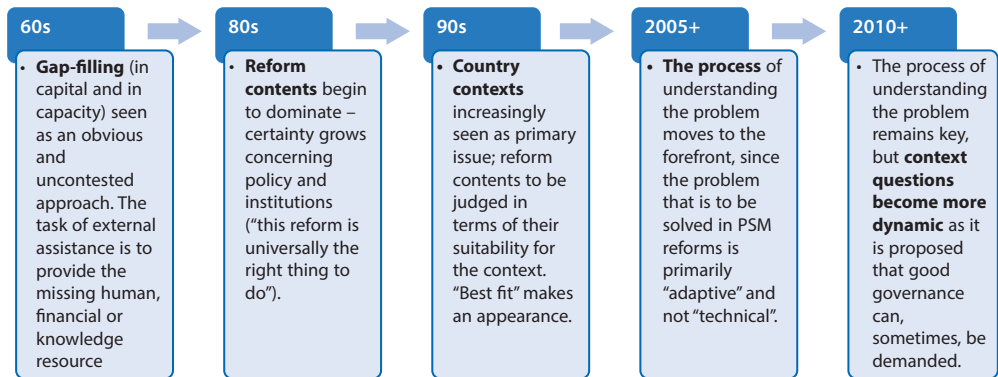 60s
• Gap-filling (in
capital and in
capacity) seen
as an obvious
and
uncontested
approach. The
task of external
assistance is to
provide the
missing human,
financial or
knowledge
resource
80s
• Reform
contents begin
to dominate –
certainty grows
concerning
policy and
institutions
(“this reform is
universally the
right thing to
do”).
90s
• Country
contexts
increasingly
seen as primary
issue; reform
contents to be
judged in
terms of their
suitability for
the context.
“Best fit” makes
an appearance.
2005+
• The process of
understanding
the problem
moves to the
forefront, since
the problem
that is to be
solved in PSM
reforms is
primarily
“adaptive” and
not “technical”.
2010+
• The process of
understanding
the problem
remains key,
but context
questions
become more
dynamic as it
is proposed
that good
governance
can,
sometimes, be
demanded.